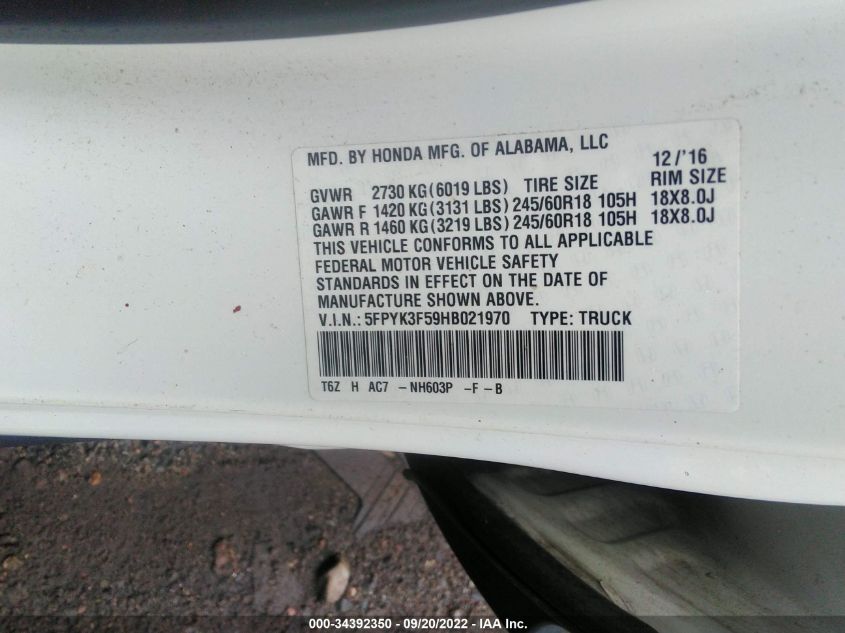 MFD. BY HONDA MFG. OF ALABAMA, LLC 12/'16
GVWR 2730 KG(6019 LBS) TIRE SIZE RIM SIZE
GAWR F 1420 KG(3131 LBS) 245/60R18 105H 18X8.0J
GAWR R 1460 KG(3219 LBS) 245/60R18 105H 18X8.0J
THIS VEHICLE CONFORMS TO ALL APPLICABLE
FEDERAL MOTOR VEHICLE SAFETY
STANDARDS IN EFFECT ON THE DATE OF
MANUFACTURE SHOWN ABOVE.
V.I.N.: 5FPYK3F59HB021970 TYPE: TRUCK
T6Z H AC7 -NH603P -F -B
000-34392350 - 09/20/2022 - IAA Inc.